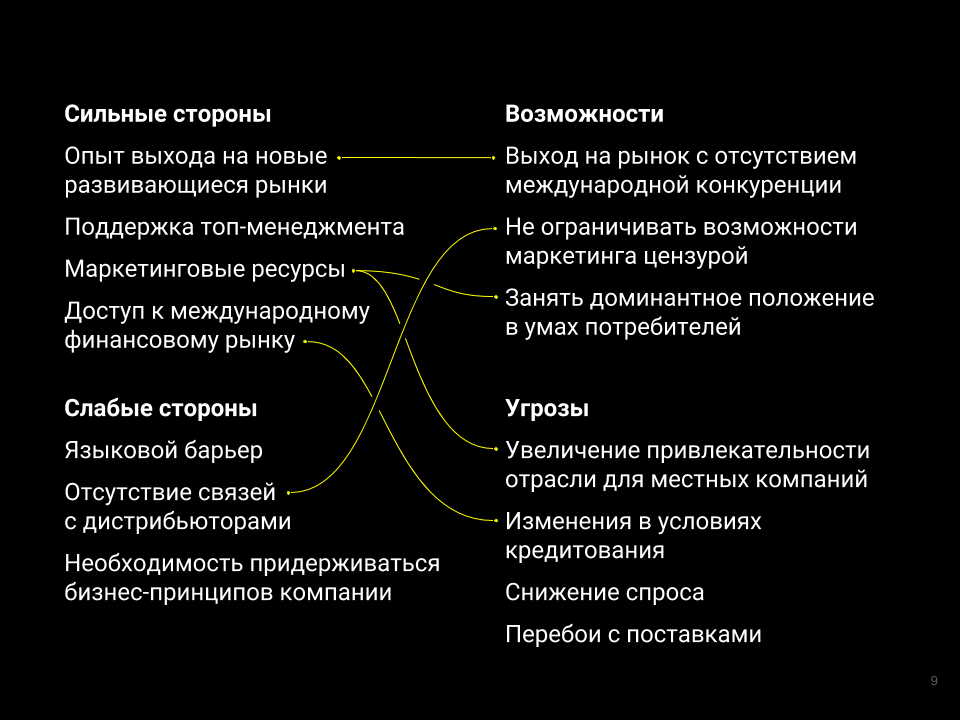 Сильные стороны
Опыт выхода на новые
развивающиеся рынки
Поддержка топ-менеджмента
Маркетинговые ресурсы
Доступ к международному
финансовому рынку
Слабые стороны
Языковой барьер
Отсутствие связей
с дистрибьюторами
Необходимость придерживаться
бизнес-принципов компании
Возможности
Выход на рынок с отсутствием
международной конкуренции
Не ограничивать возможности
маркетинга цензурой
Занять доминантное положение
в умах потребителей
Угрозы
Увеличение привлекательности
отрасли для местных компаний
Изменения в условиях
кредитования
Снижение спроса
Перебои с поставками
9